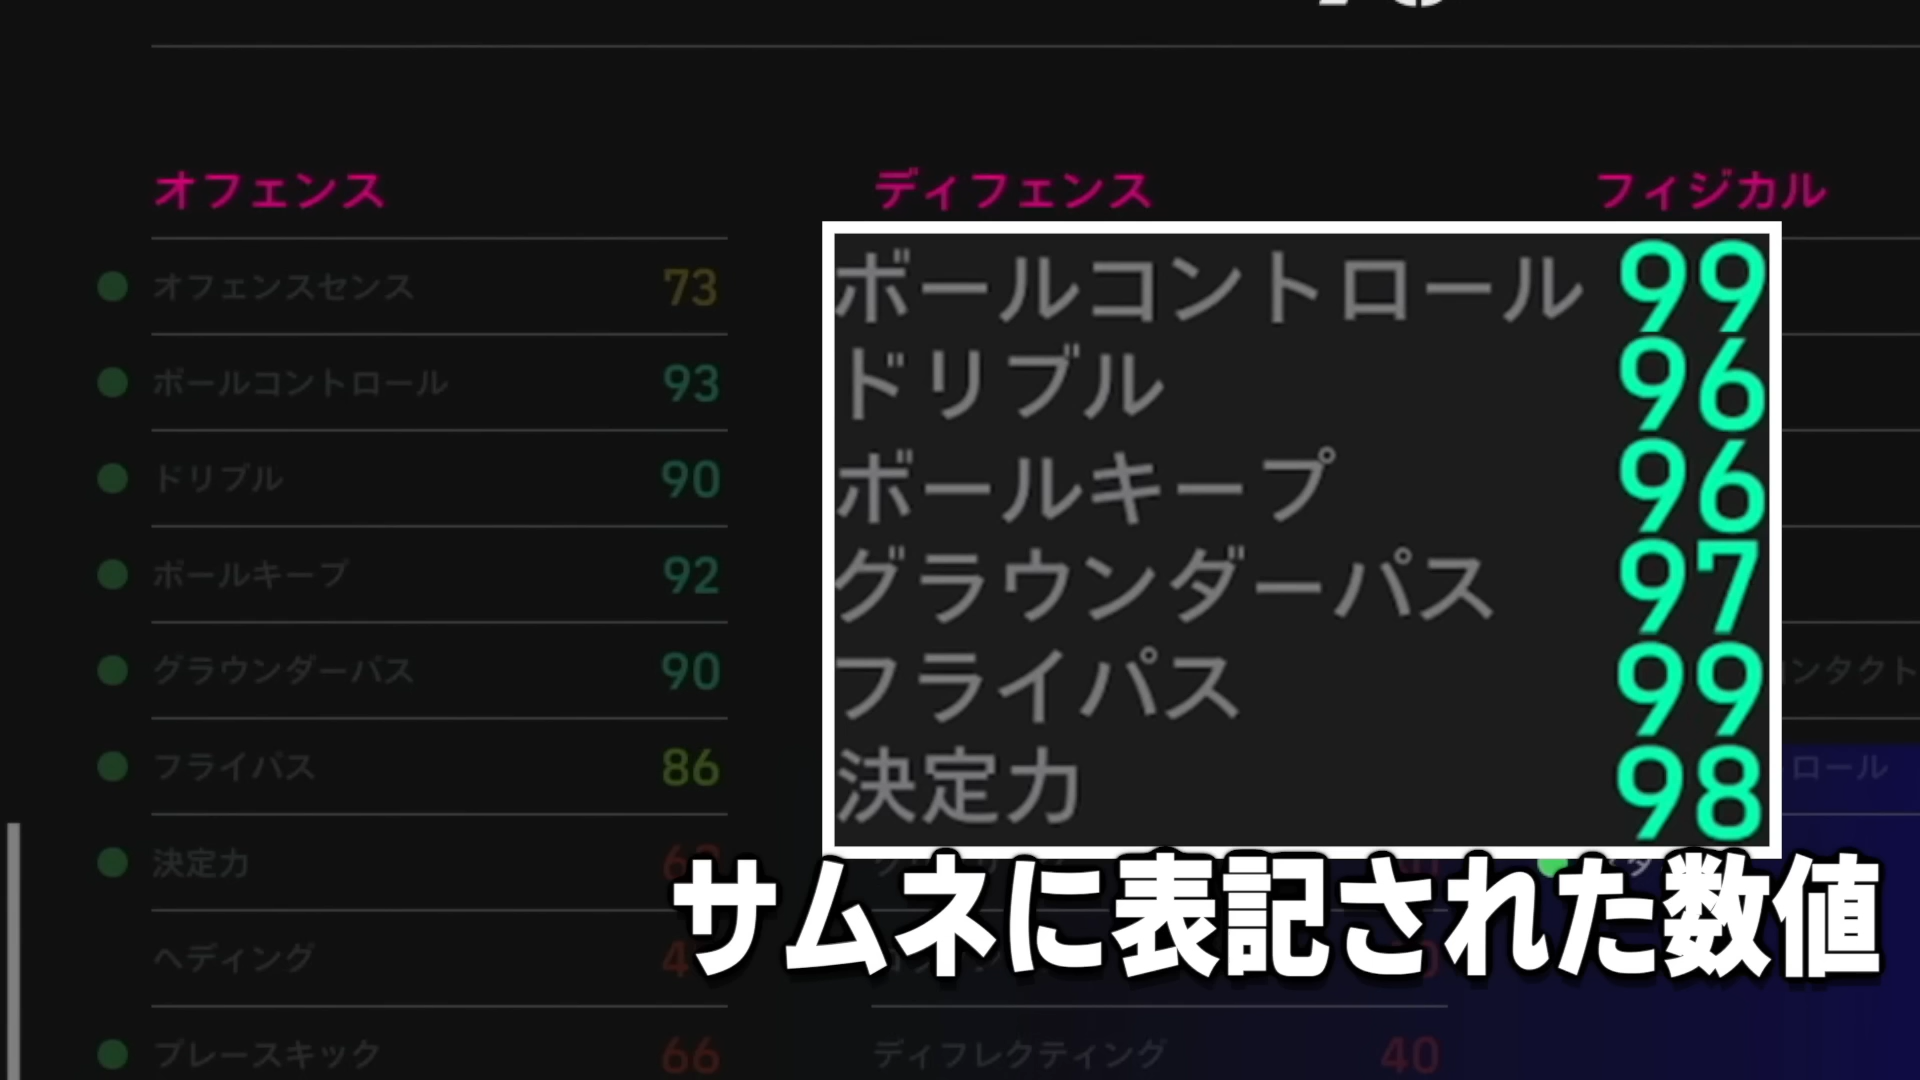 オフェンス
オフェンスセンス 73
ボールコントロール 93
ドリブル 90
ボールキープ 92
グラウンダーパス 90
フライパス 86
決定力
ヘディング
プレースキック 66
ディフェンス
フィジカル
ボールコントロール 99
ドリブル 96
ボールキープ 96
グラウンダーパス 97
フライパス 99
決定力 98
サムネに表記された数値
ディフレクティング 40